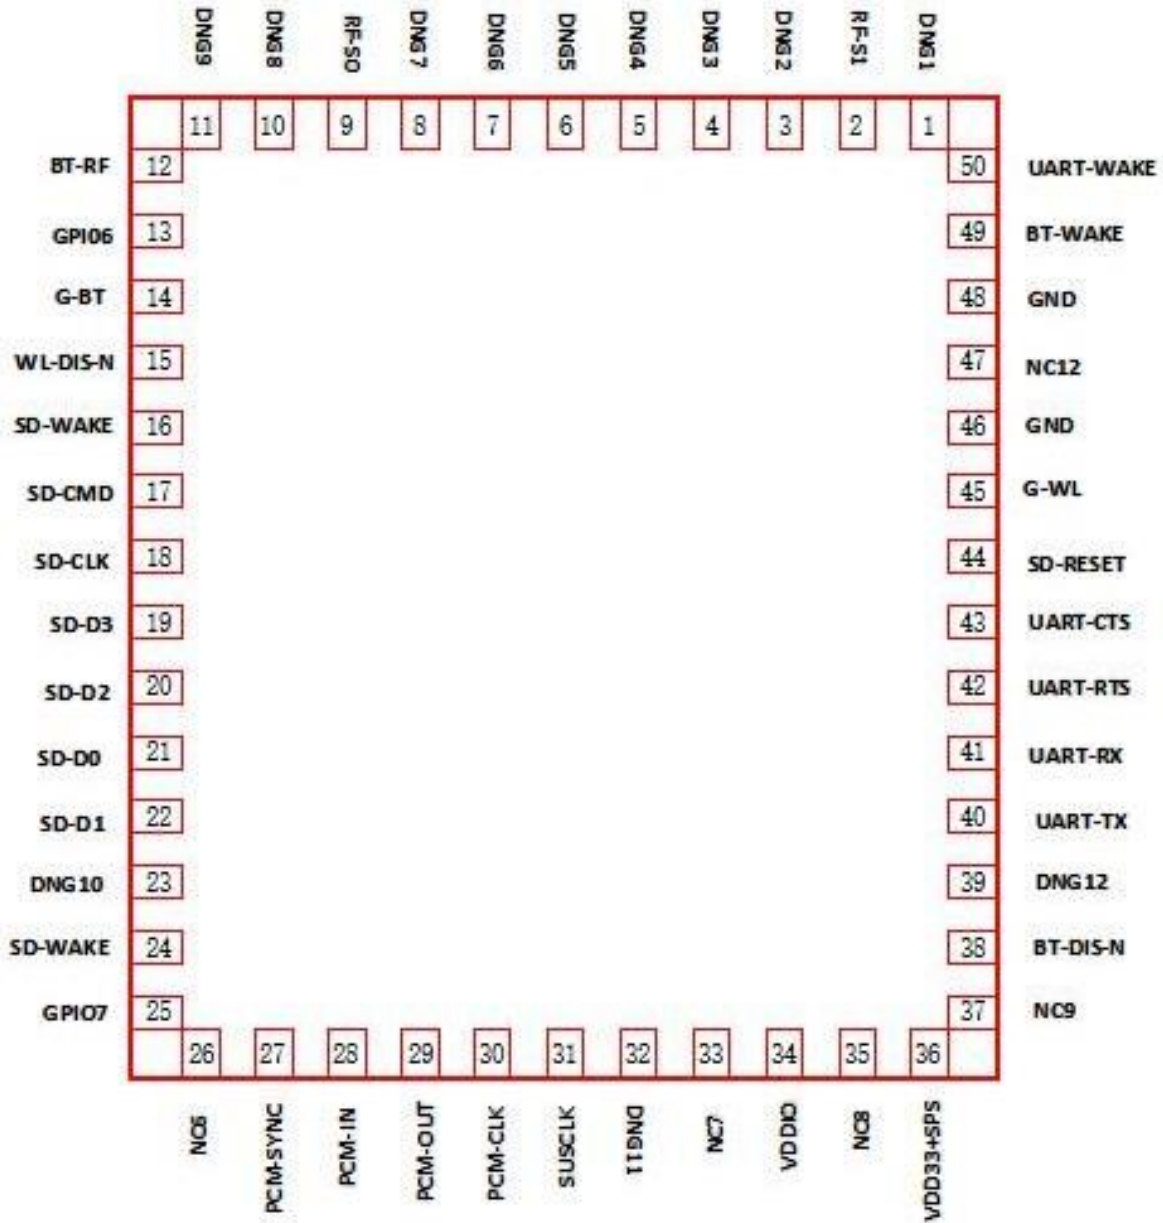 DNG9 DNG8 RF-S0 DNG7 DNG6 DNG5 DNG4 DNG3 DNG2 RF-S1 DNG1
11 10 9 8 7 6 5 4 3 2 1
BT-RF 12 50 UART-WAKE
GPI06 13 49 BT-WAKE
G-BT 14 48 GND
WL-DIS-N 15 47 NC12
SD-WAKE 16 46 GND
SD-CMD 17 45 G-WL
SD-CLK 18 44 SD-RESET
SD-D3 19 43 UART-CTS
SD-D2 20 42 UART-RTS
SD-D0 21 41 UART-RX
SD-D1 22 40 UART-TX
DNG10 23 39 DNG12
SD-WAKE 24 38 BT-DIS-N
GPIO7 25 37 NC9
26 27 28 29 30 31 32 33 34 35 36
NC6 PCM-SYNC PCM-IN PCM-OUT PCM-CLK SUSCLK DNG11 NC7 VDDIO NC8 VDD33+SPS